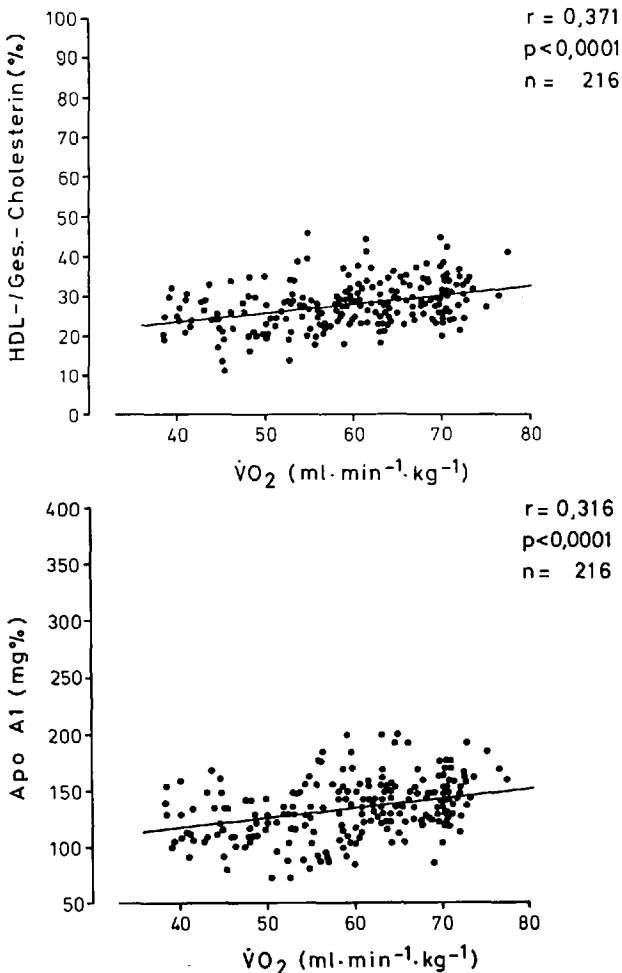 r = 0,371
p<0,0001
n = 216
HDL-/Ges.-Cholesterin (%)
100
90
80
70
60
50
40
30
20
10
0
40 50 60 70 80
V̇O₂ (ml·min⁻¹·kg⁻¹)
r = 0,316
p<0,0001
n = 216
Apo A1 (mg%)
400
350
300
250
200
150
100
50
40 50 60 70 80
V̇O₂ (ml·min⁻¹·kg⁻¹)